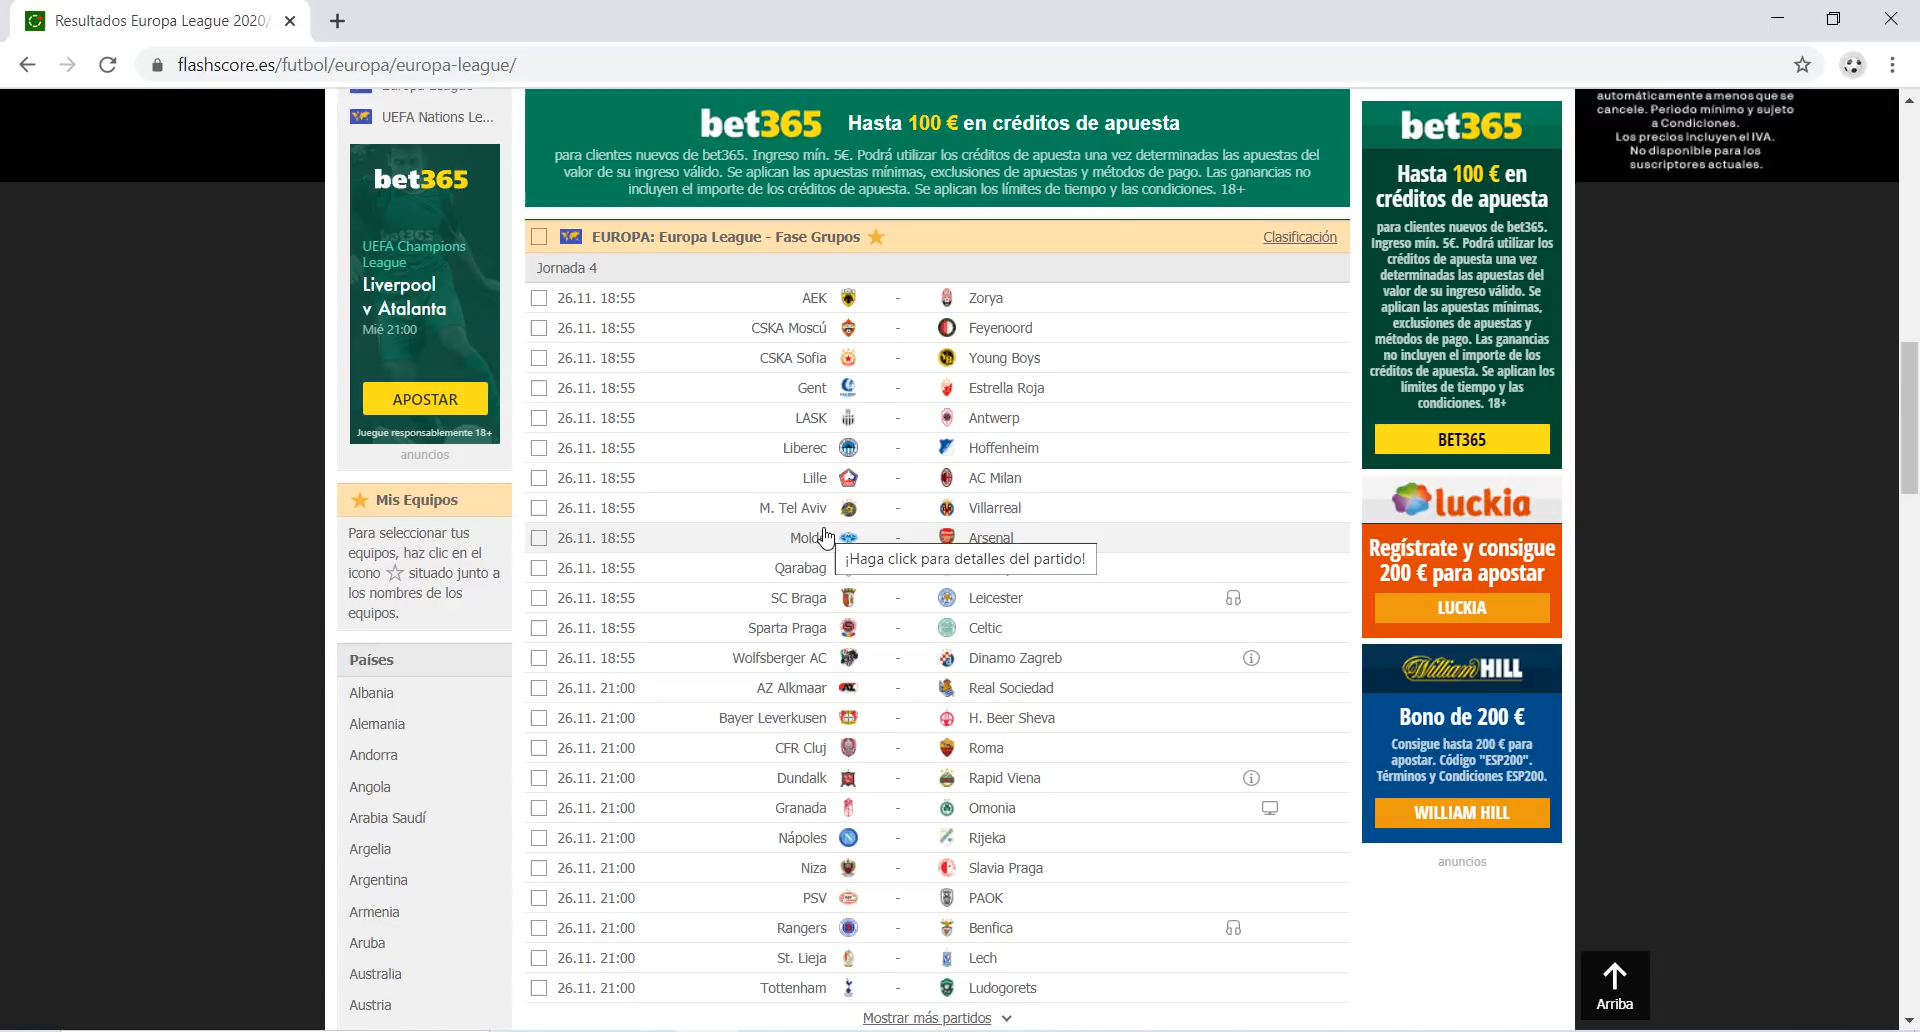 Resultados Europa League 2020/
flashscore.es/futbol/europa/europa-league/
UEFA Nations Le...
bet365
UEFA Champions
League
Liverpool
v Atalanta
Mié 21:00
APOSTAR
Juegue responsablemente 18+
anuncios
Mis Equipos
Para seleccionar tus
equipos, haz clic en el
icono ☆ situado junto a
los nombres de los
equipos.
Países
Albania
Alemania
Andorra
Angola
Arabia Saudí
Argelia
Argentina
Armenia
Aruba
Australia
Austria
bet365 Hasta 100 € en créditos de apuesta
para clientes nuevos de bet365. Ingreso mín. 5€. Podrá utilizar los créditos de apuesta una vez determinadas las apuestas del
valor de su ingreso válido. Se aplican las apuestas mínimas, exclusiones de apuestas y métodos de pago. Las ganancias no
incluyen el importe de los créditos de apuesta. Se aplican los límites de tiempo y las condiciones. 18+
EUROPA: Europa League - Fase Grupos Clasificación
Jornada 4
26.11. 18:55 AEK - Zorya
26.11. 18:55 CSKA Moscú - Feyenoord
26.11. 18:55 CSKA Sofia - Young Boys
26.11. 18:55 Gent - Estrella Roja
26.11. 18:55 LASK - Antwerp
26.11. 18:55 Liberec - Hoffenheim
26.11. 18:55 Lille - AC Milan
26.11. 18:55 M. Tel Aviv - Villarreal
26.11. 18:55 - Arsenal
¡Haga click para detalles del partido!
26.11. 18:55 Qarabag
26.11. 18:55 SC Braga - Leicester
26.11. 18:55 Sparta Praga - Celtic
26.11. 18:55 Wolfsberger AC - Dinamo Zagreb
26.11. 21:00 AZ Alkmaar - Real Sociedad
26.11. 21:00 Bayer Leverkusen - H. Beer Sheva
26.11. 21:00 CFR Cluj - Roma
26.11. 21:00 Dundalk - Rapid Viena
26.11. 21:00 Granada - Omonia
26.11. 21:00 Nápoles - Rijeka
26.11. 21:00 Niza - Slavia Praga
26.11. 21:00 PSV - PAOK
26.11. 21:00 Rangers - Benfica
26.11. 21:00 St. Lieja - Lech
26.11. 21:00 Tottenham - Ludogorets
Mostrar más partidos
bet365
Hasta 100 € en
créditos de apuesta
para clientes nuevos de bet365.
Ingreso mín. 5€. Podrá utilizar los
créditos de apuesta una vez
determinadas las apuestas del
valor de su ingreso válido. Se
aplican las apuestas mínimas,
exclusiones de apuestas y
métodos de pago. Las ganancias
no incluyen el importe de los
créditos de apuesta. Se aplican los
límites de tiempo y las
condiciones. 18+
BET365
luckia
Regístrate y consigue
200 € para apostar
LUCKIA
William HILL
Bono de 200 €
Consigue hasta 200 € para
apostar. Código "ESP200".
Términos y Condiciones ESP200.
WILLIAM HILL
anuncios
automáticamente a menos que se
cancele. Periodo mínimo y sujeto
a Condiciones.
Los precios incluyen el IVA.
No disponible para los
suscriptores actuales.
Arriba